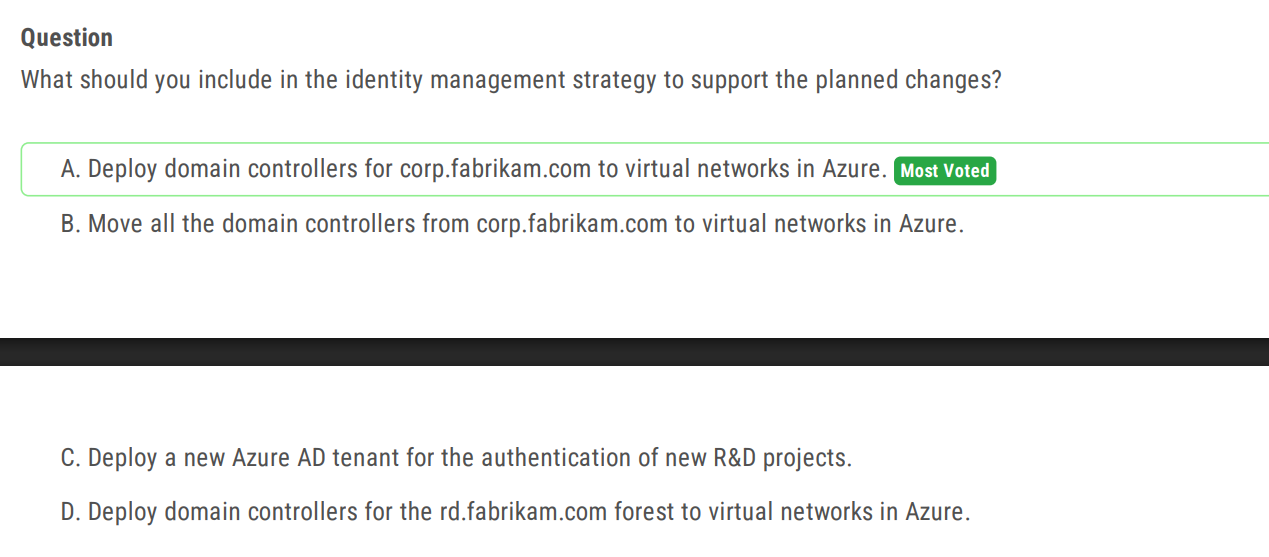 Question
What should you include in the identity management strategy to support the planned changes?
A. Deploy domain controllers for corp.fabrikam.com to virtual networks in Azure. Most Voted
B. Move all the domain controllers from corp.fabrikam.com to virtual networks in Azure.
C. Deploy a new Azure AD tenant for the authentication of new R&D projects.
D. Deploy domain controllers for the rd.fabrikam.com forest to virtual networks in Azure.